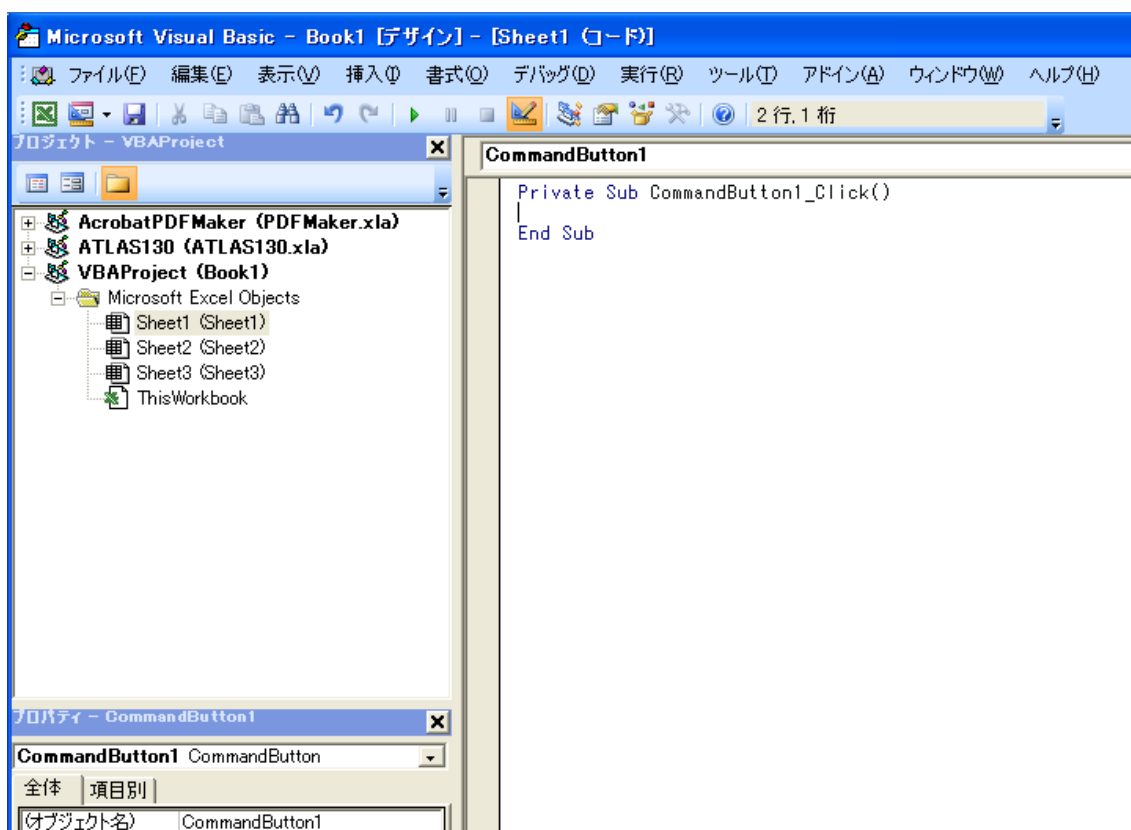 Microsoft Visual Basic - Book1 [デザイン] - [Sheet1 (コード)]
ファイル(F) 編集(E) 表示(V) 挿入(I) 書式(O) デバッグ(D) 実行(R) ツール(T) アドイン(A) ウィンドウ(W) ヘルプ(H)
2 行, 1 桁
プロジェクト - VBAProject
AcrobatPDFMaker (PDFMaker.xla)
ATLAS130 (ATLAS130.xla)
VBAProject (Book1)
Microsoft Excel Objects
Sheet1 (Sheet1)
Sheet2 (Sheet2)
Sheet3 (Sheet3)
ThisWorkbook
プロパティ - CommandButton1
CommandButton1 CommandButton
全体 項目別
(オブジェクト名) CommandButton1
CommandButton1
Private Sub CommandButton1_Click()
End Sub